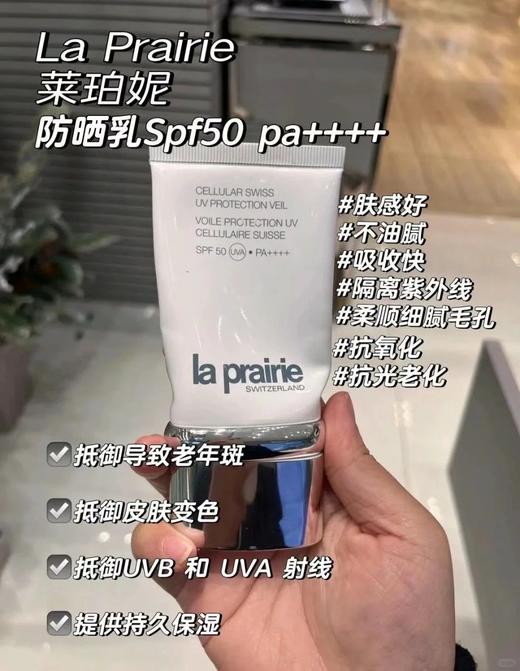 La Prairie
莱珀妮
防晒乳Spf50 pa++++
CELLULAR SWISS
UV PROTECTION VEIL
VOILE PROTECTION UV
CELLULAIRE SUISSE
SPF 50 UVA • PA++++
#肤感好
#不油腻
#吸收快
#隔离紫外线
#柔顺细腻毛孔
#抗氧化
#抗光老化
la prairie
SWITZERLAND
抵御导致老年斑
抵御皮肤变色
抵御UVB 和 UVA 射线
提供持久保湿